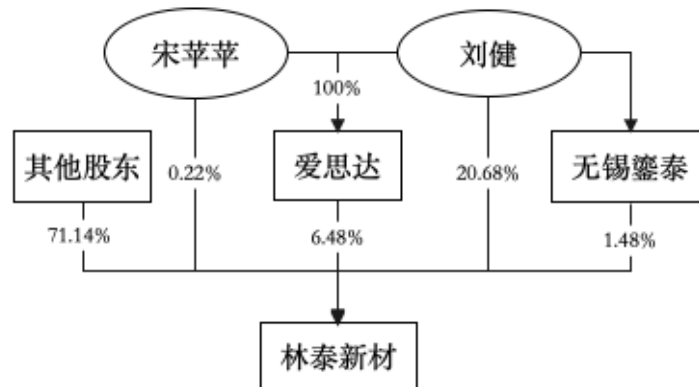 宋苹苹
刘健
100%
其他股东
0.22%
爱思达
20.68%
无锡鎏泰
71.14%
6.48%
1.48%
林泰新材